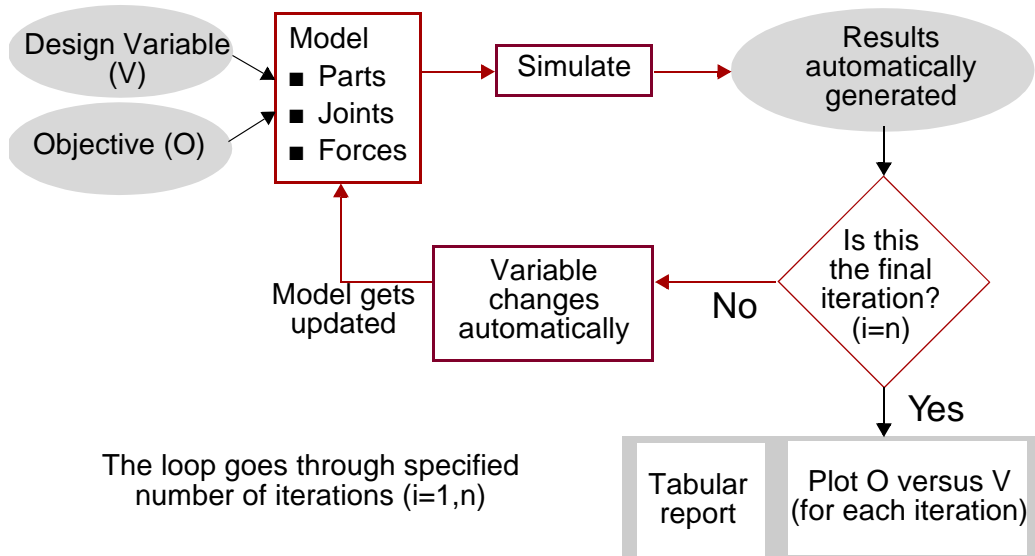 Design Variable
(V)
Objective (O)
Model
■ Parts
■ Joints
■ Forces
Simulate
Results
automatically
generated
Is this
the final
iteration?
(i=n)
No
Variable
changes
automatically
Model gets
updated
Yes
The loop goes through specified
number of iterations (i=1,n)
Tabular
report
Plot O versus V
(for each iteration)